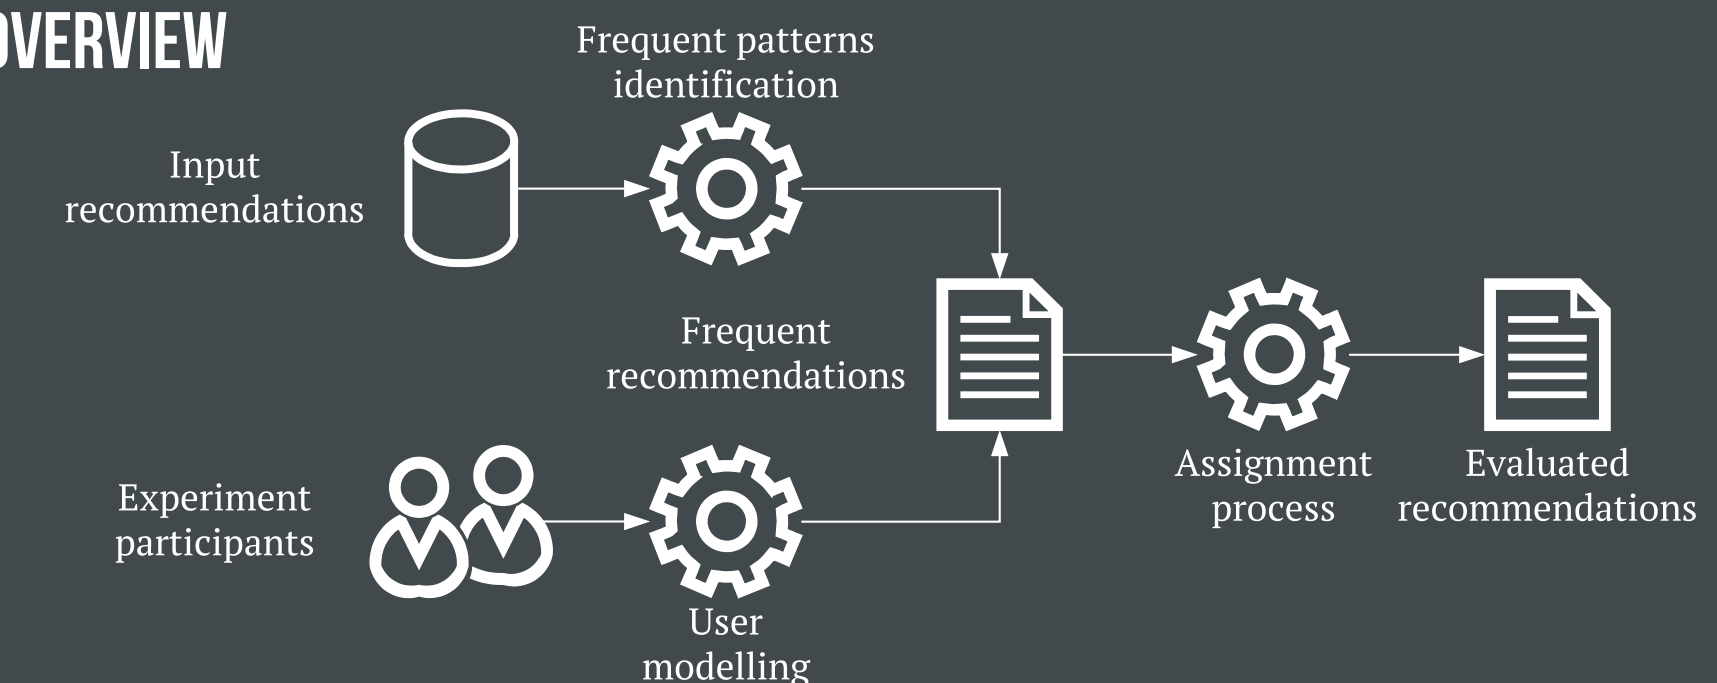 OVERVIEW
Frequent patterns
identification
Input
recommendations
Frequent
recommendations
Experiment
participants
User
modelling
Assignment
process
Evaluated
recommendations